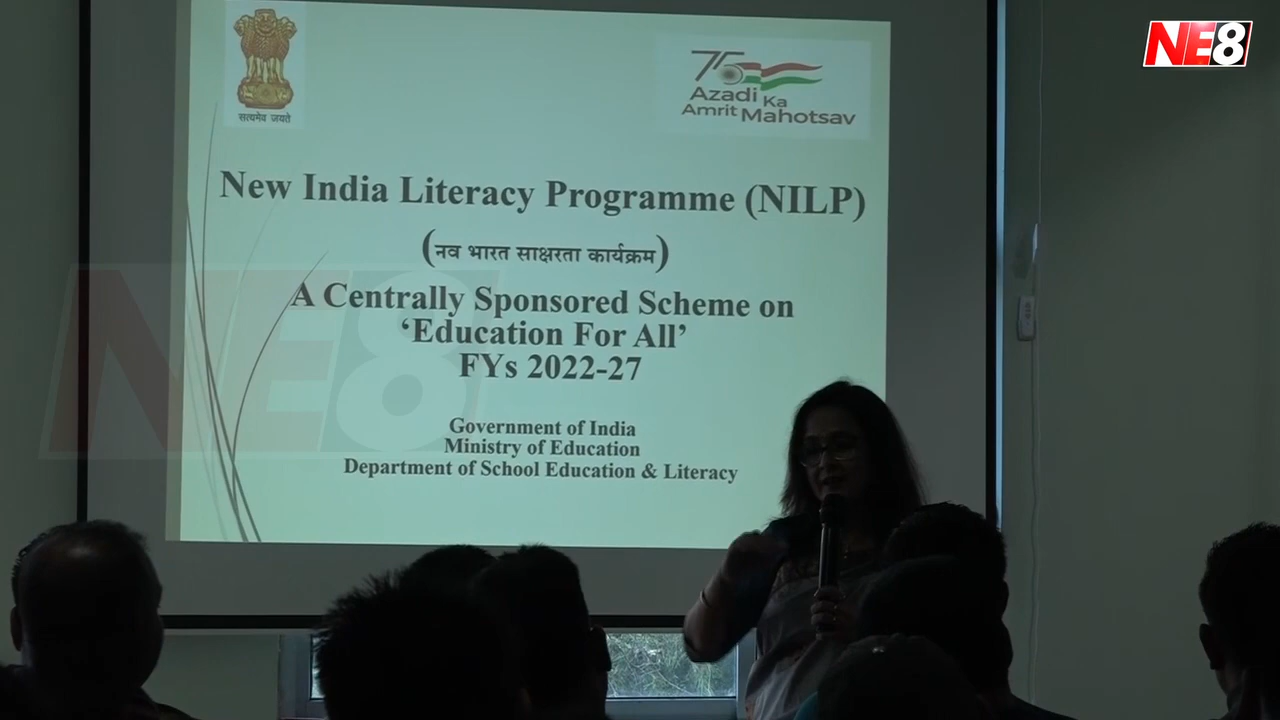 NE8
सत्यमेव जयते
75
Azadi Ka
Amrit Mahotsav
New India Literacy Programme (NILP)
(नव भारत साक्षरता कार्यक्रम)
A Centrally Sponsored Scheme on
‘Education For All’
FYs 2022-27
NE8
Government of India
Ministry of Education
Department of School Education & Literacy